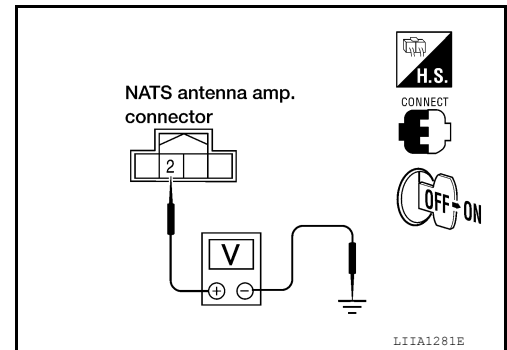 NATS antenna amp.
connector
2
V
+ −
H.S.
CONNECT
OFF ON
LIIA1281E